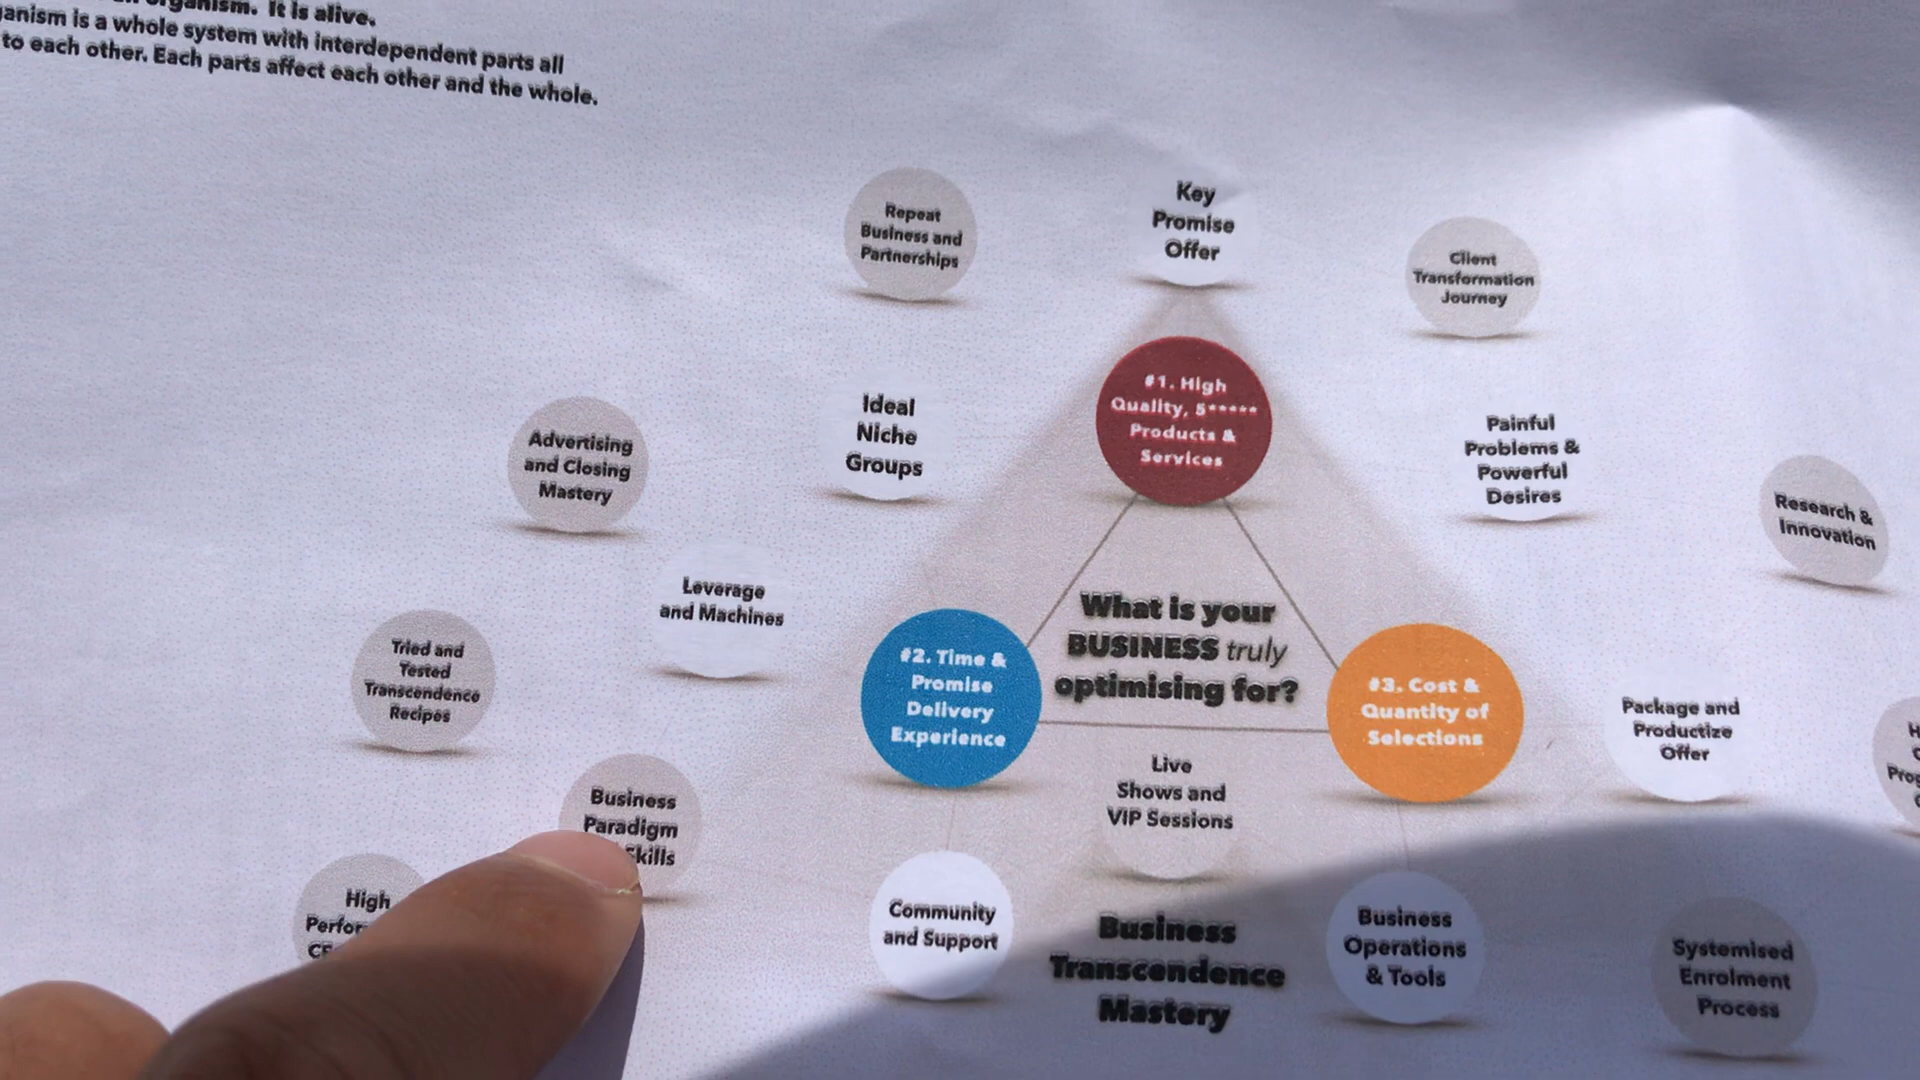 organism. It is alive.
is a whole system with interdependent parts all
to each other. Each parts affect each other and the whole.
Repeat
Business and
Partnerships
Key
Promise
Offer
Client
Transformation
Journey
#1. High
Quality, 5*****
Products &
Services
Advertising
and Closing
Mastery
Ideal
Niche
Groups
Painful
Problems &
Powerful
Desires
Research &
Innovation
Leverage
and Machines
What is your
BUSINESS truly
optimising for?
Tried and
Tested
Transcendence
Recipes
#2. Time &
Promise
Delivery
Experience
#3. Cost &
Quantity of
Selections
Package and
Productize
Offer
Business
Paradigm
Skills
Live
Shows and
VIP Sessions
High
Community
and Support
Business
Transcendence
Mastery
Business
Operations
& Tools
Systemised
Enrolment
Process